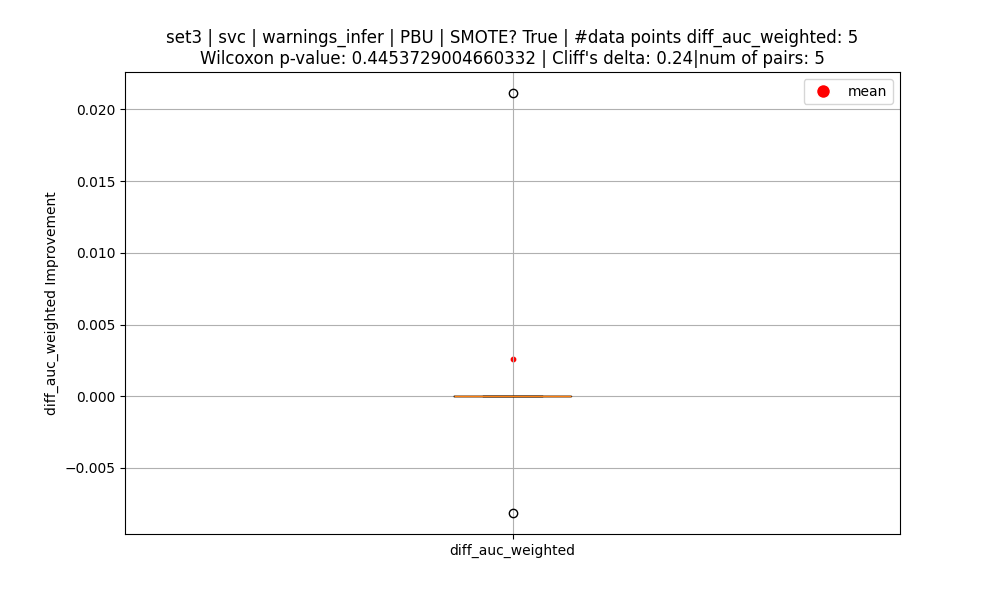 set3 | svc | warnings_infer | PBU | SMOTE? True | #data points diff_auc_weighted: 5
Wilcoxon p-value: 0.4453729004660332 | Cliff's delta: 0.24|num of pairs: 5
mean
0.020
0.015
0.010
0.005
0.000
−0.005
diff_auc_weighted Improvement
diff_auc_weighted